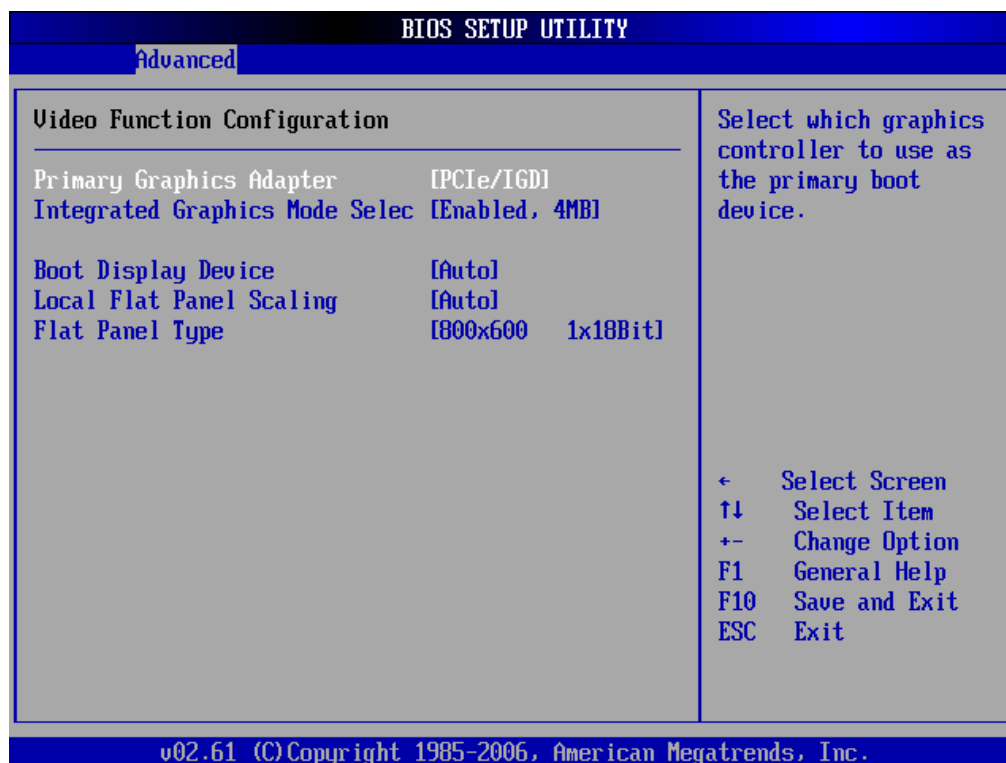 BIOS SETUP UTILITY
Advanced
Video Function Configuration
Primary Graphics Adapter [PCIe/IGD]
Integrated Graphics Mode Selec [Enabled, 4MB]
Boot Display Device [Auto]
Local Flat Panel Scaling [Auto]
Flat Panel Type [800x600 1x18Bit]
Select which graphics
controller to use as
the primary boot
device.
← Select Screen
↑↓ Select Item
+- Change Option
F1 General Help
F10 Save and Exit
ESC Exit
v02.61 (C)Copyright 1985-2006, American Megatrends, Inc.